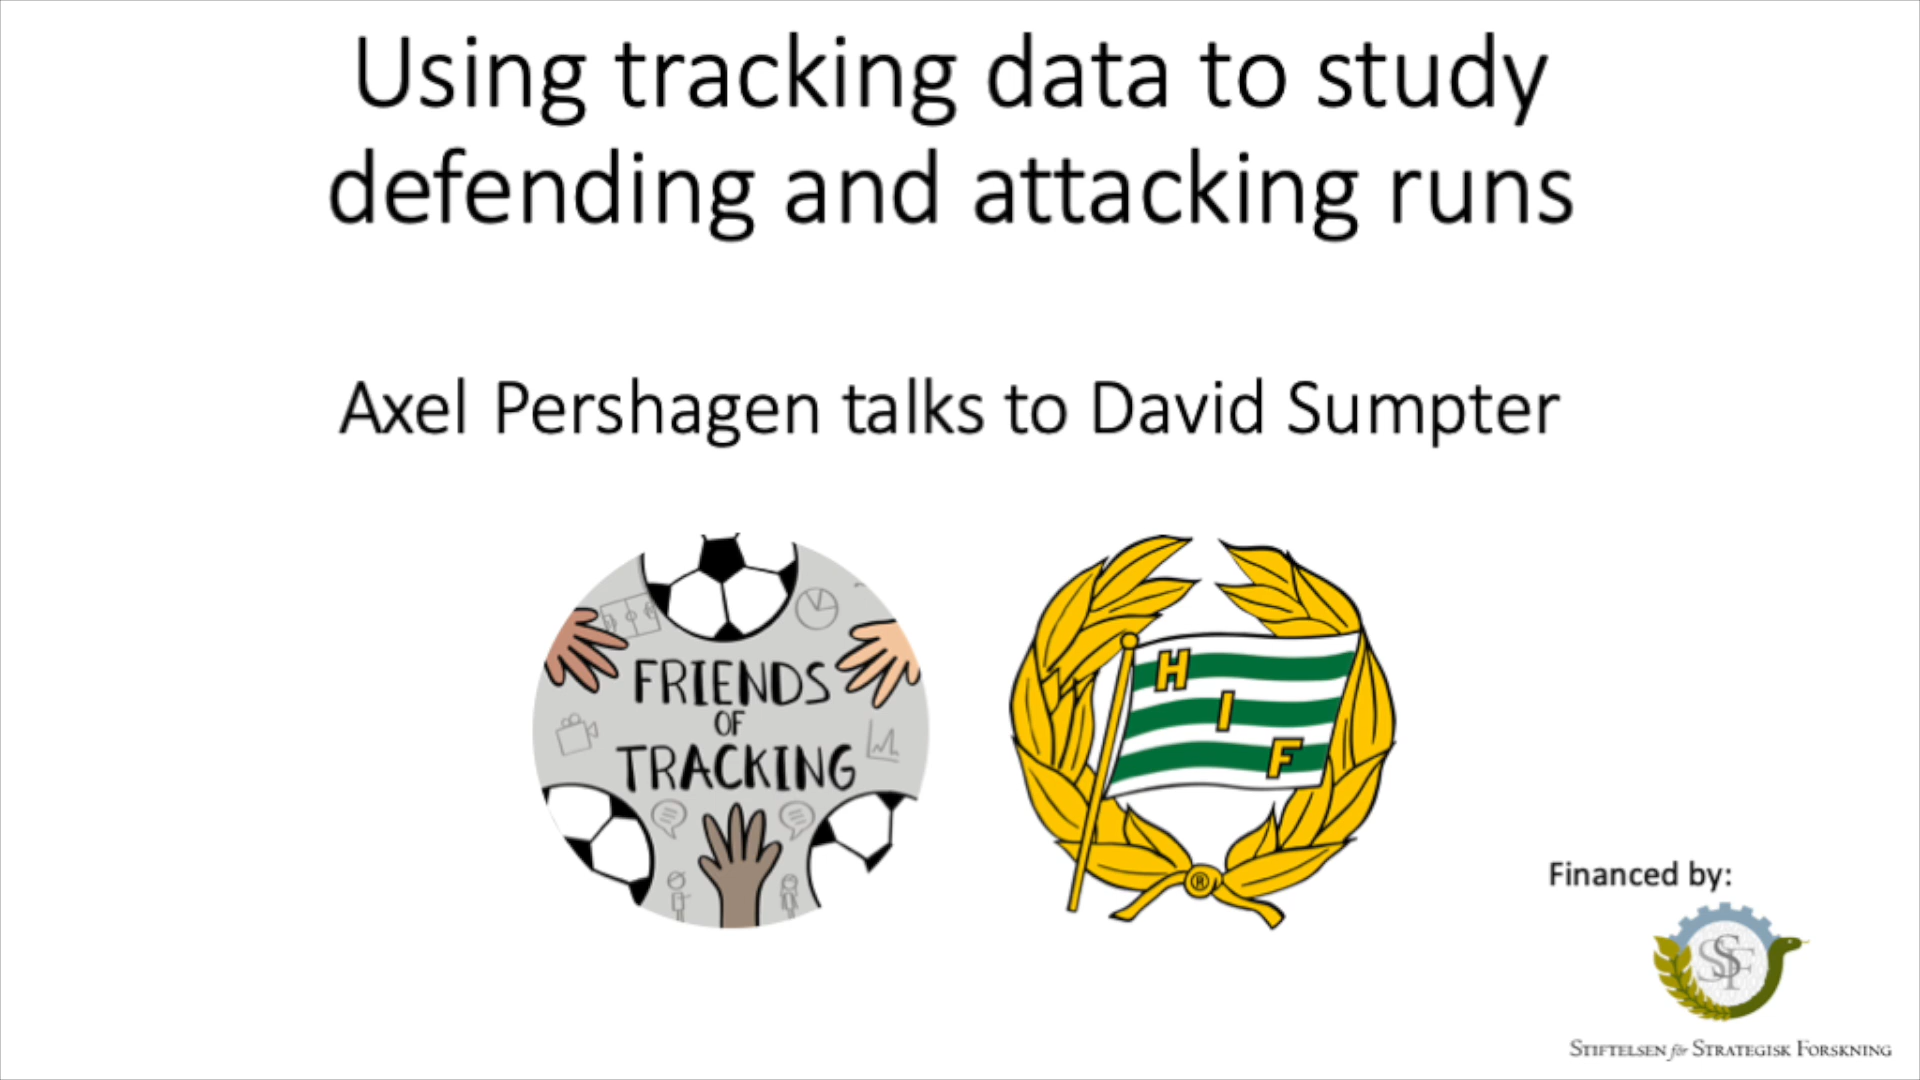 Using tracking data to study
defending and attacking runs
Axel Pershagen talks to David Sumpter
FRIENDS
OF
TRACKING
H
I
F
®
Financed by:
SSF
STIFTELSEN för STRATEGISK FORSKNING